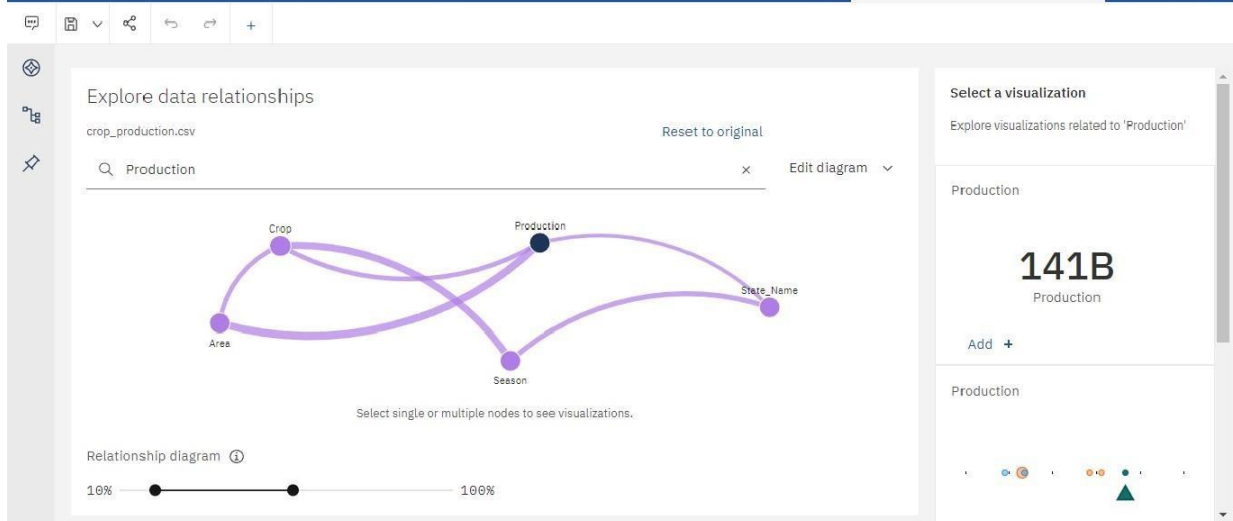 Explore data relationships
crop_production.csv
Reset to original
Production
Edit diagram
Crop
Production
State_Name
Area
Season
Select single or multiple nodes to see visualizations.
Relationship diagram
10%
100%
Select a visualization
Explore visualizations related to 'Production'
Production
141B
Production
Add +
Production